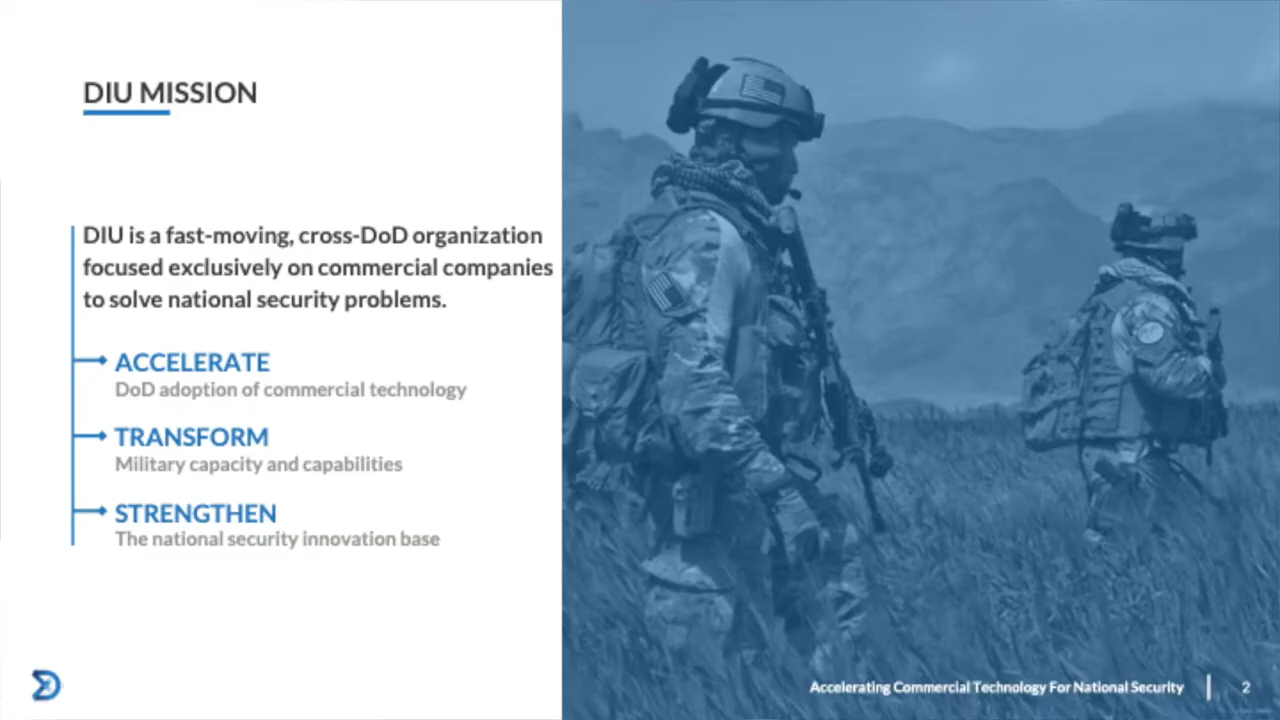 DIU MISSION
DIU is a fast-moving, cross-DoD organization
focused exclusively on commercial companies
to solve national security problems.
ACCELERATE
DoD adoption of commercial technology
TRANSFORM
Military capacity and capabilities
STRENGTHEN
The national security innovation base
Accelerating Commercial Technology For National Security
2